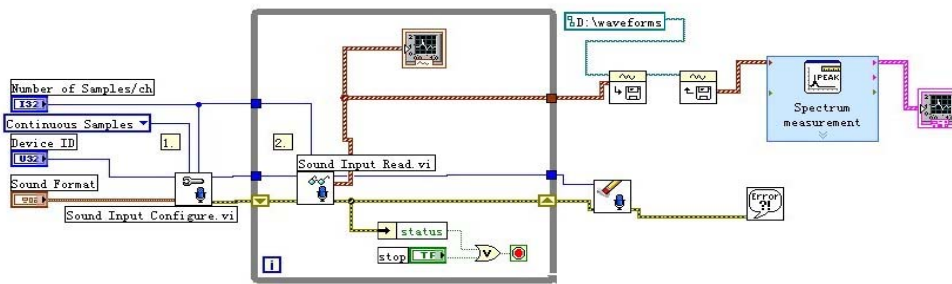 D:\waveforms
Number of Samples/ch
I32
Continuous Samples
Device ID
U32
Sound Format
Sound Input Configure.vi
1.
2.
Sound Input Read.vi
status
stop
TF
V
i
PEAK
Spectrum
measurement
Error
?!